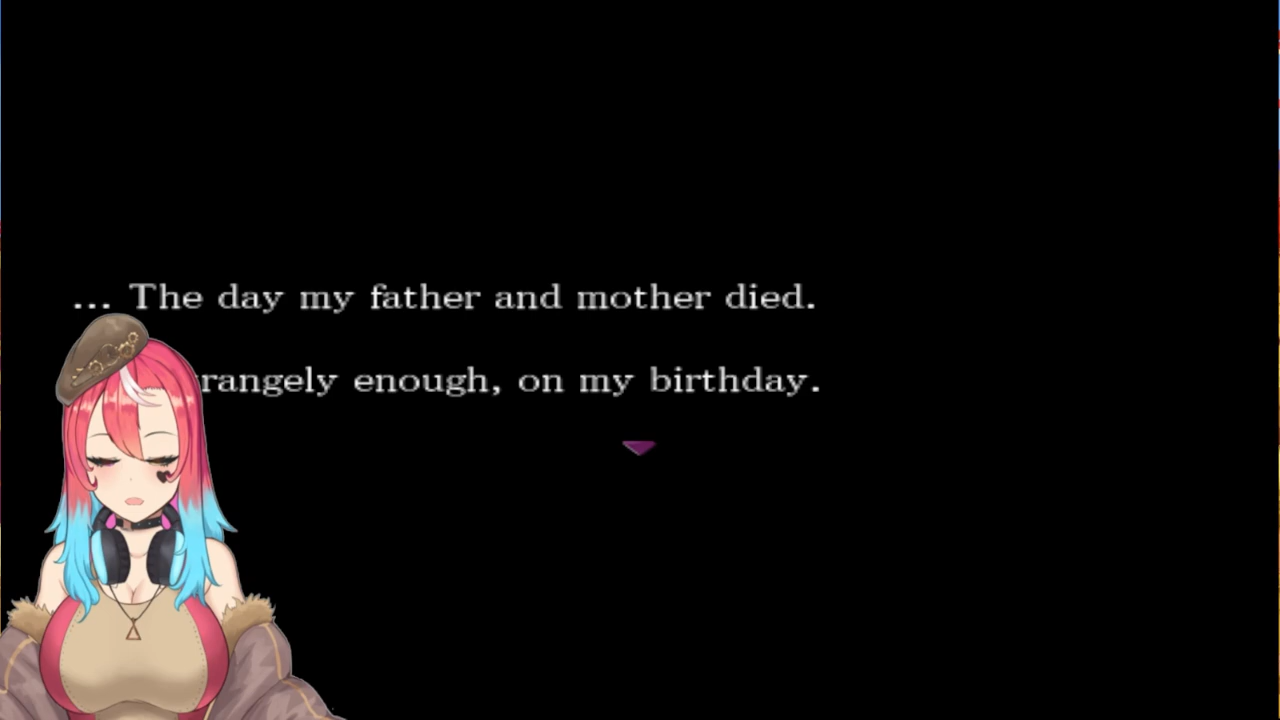 ... The day my father and mother died.
rangely enough, on my birthday.